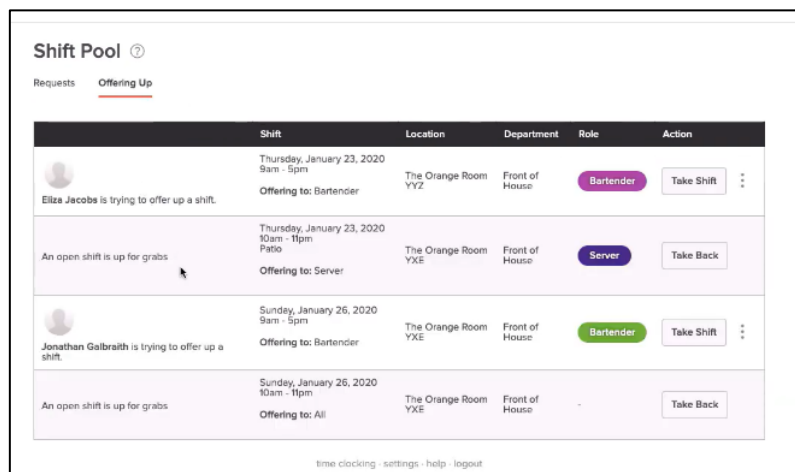 Shift Pool ?
Requests Offering Up
Shift Location Department Role Action
Eliza Jacobs is trying to offer up a shift.
Thursday, January 23, 2020
9am - 5pm
Offering to: Bartender
The Orange Room
YYZ
Front of
House
Bartender
Take Shift
An open shift is up for grabs
Thursday, January 23, 2020
10am - 11pm
Patio
Offering to: Server
The Orange Room
YXE
Front of
House
Server
Take Back
Jonathan Galbraith is trying to offer up a
shift.
Sunday, January 26, 2020
9am - 5pm
Offering to: Bartender
The Orange Room
YXE
Front of
House
Bartender
Take Shift
An open shift is up for grabs
Sunday, January 26, 2020
10am - 11pm
Offering to: All
The Orange Room
YXE
Front of
House
-
Take Back
time clocking - settings - help - logout